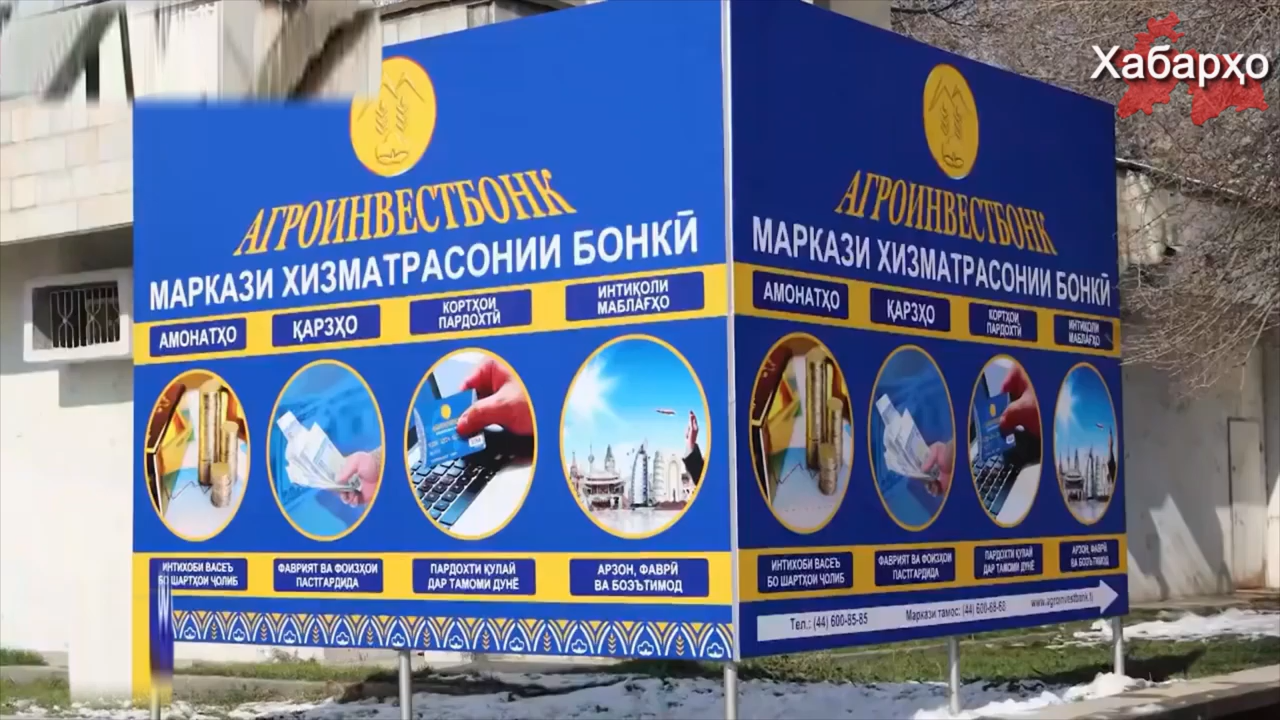 Хабарҳо
АГРОИНВЕСТБОНК
МАРКАЗИ ХИЗМАТРАСОНИИ БОНКӢ
АМОНАТҲО
ҚАРЗҲО
КОРТҲОИ
ПАРДОХТӢ
ИНТИҚОЛИ
МАБЛАҒҲО
ИНТИХОБИ ВАСЕЪ
БО ШАРТҲОИ ҶОЛИБ
ФАВРИЯТ ВА ФОИЗҲОИ
ПАСТГАРДИДА
ПАРДОХТИ ҚУЛАЙ
ДАР ТАМОМИ ДУНЁ
АРЗОН, ФАВРӢ
ВА БОЭЪТИМОД
АГРОИНВЕСТБОНК
МАРКАЗИ ХИЗМАТРАСОНИИ БОНКӢ
АМОНАТҲО
ҚАРЗҲО
КОРТҲОИ
ПАРДОХТӢ
ИНТИҚОЛИ
МАБЛАҒҲО
ИНТИХОБИ ВАСЕЪ
БО ШАРТҲОИ ҶОЛИБ
ФАВРИЯТ ВА ФОИЗҲОИ
ПАСТГАРДИДА
ПАРДОХТИ ҚУЛАЙ
ДАР ТАМОМИ ДУНЁ
АРЗОН, ФАВРӢ
ВА БОЭЪТИМОД
Тел.: (44) 600-85-85 Маркази тамос: (44) 600-68-68 www.agroinvestbank.tj